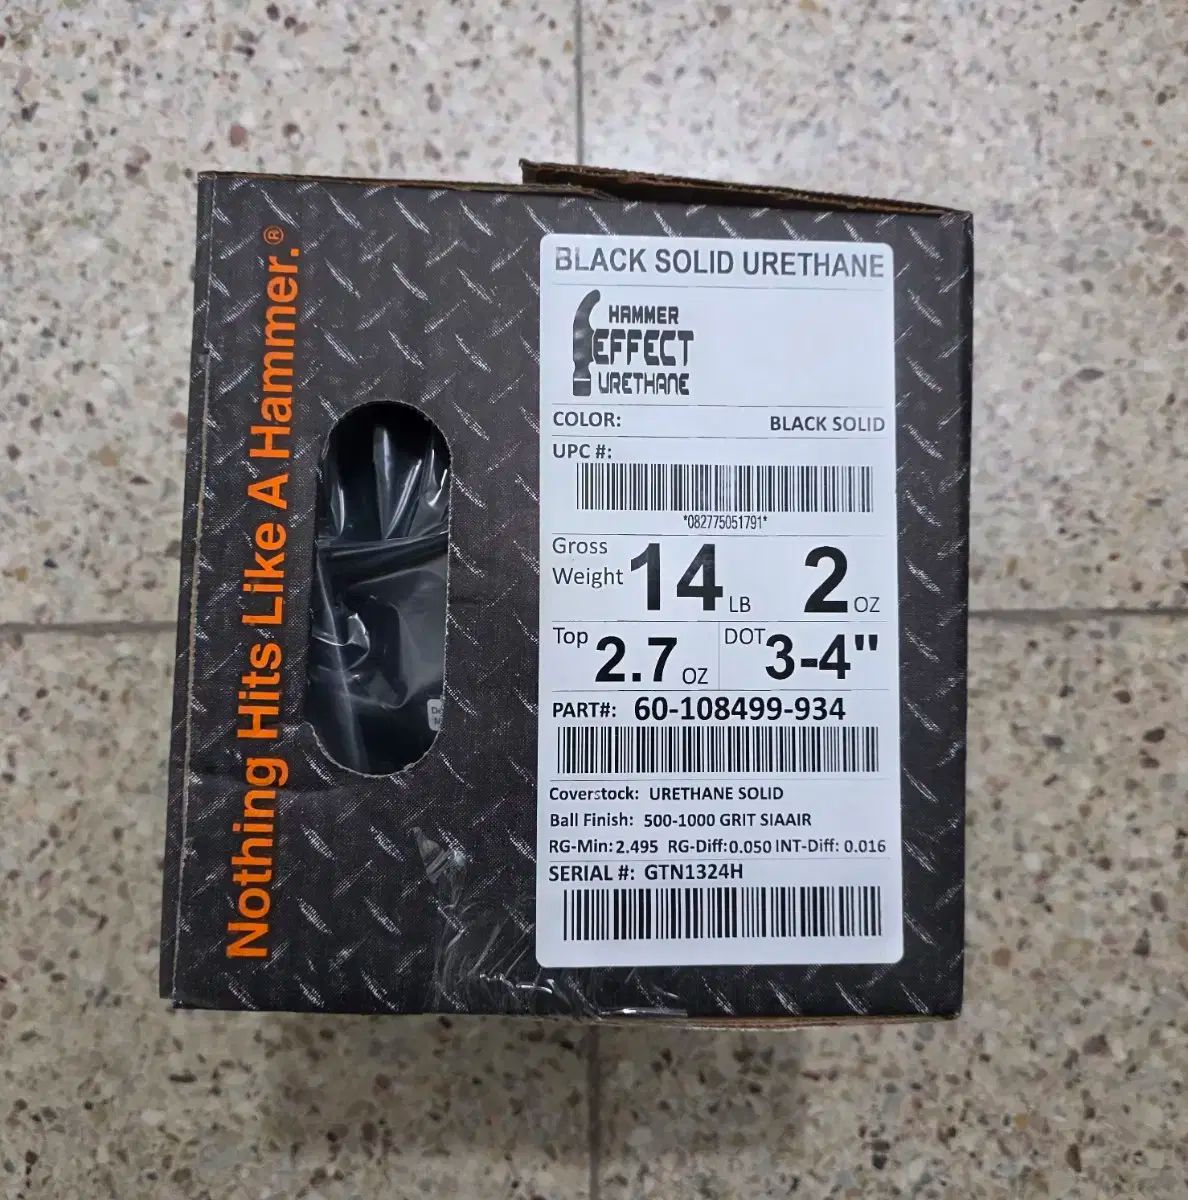 Nothing Hits Like A Hammer.®
BLACK SOLID URETHANE
HAMMER
EFFECT
URETHANE
COLOR: BLACK SOLID
UPC #:
*082775051791*
Gross Weight 14 LB 2 OZ
Top 2.7 OZ DOT 3-4"
PART#: 60-108499-934
Coverstock: URETHANE SOLID
Ball Finish: 500-1000 GRIT SIAAIR
RG-Min: 2.495 RG-Diff: 0.050 INT-Diff: 0.016
SERIAL #: GTN1324H